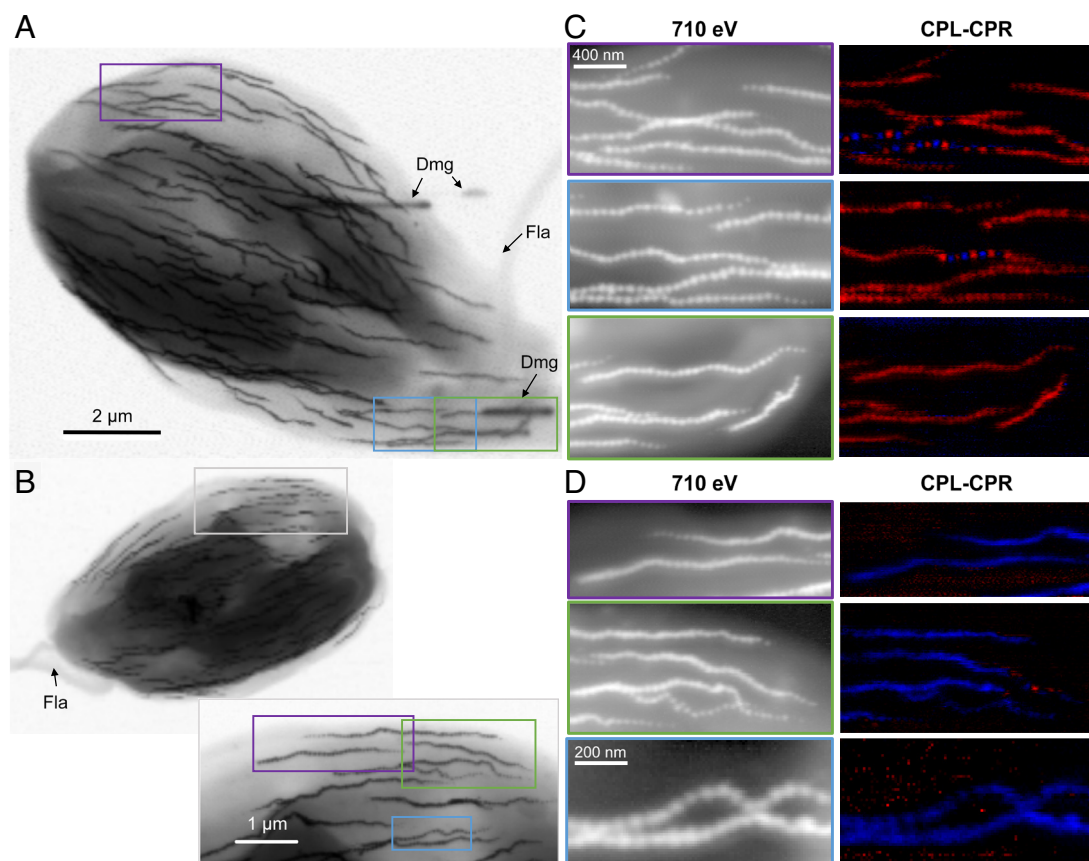 A
Dmg
Fla
Dmg
2 µm
B
Fla
1 µm
C
710 eV
CPL-CPR
400 nm
D
710 eV
CPL-CPR
200 nm